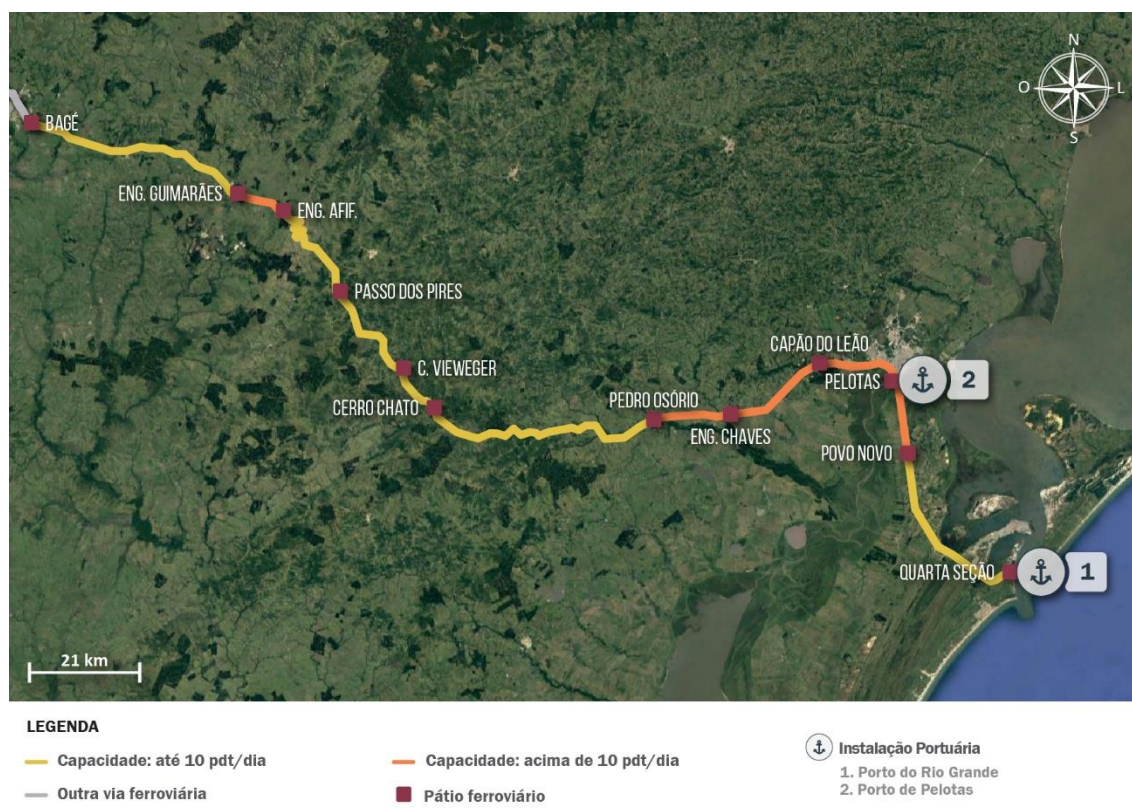 N
O
L
S
BAGÉ
ENG. GUIMARÃES
ENG. AFIF.
PASSO DOS PIRES
C. VIEWEGER
CERRO CHATO
PEDRO OSÓRIO
ENG. CHAVES
CAPÃO DO LEÃO
PELOTAS
2
POVO NOVO
QUARTA SEÇÃO
1
21 km
LEGENDA
Capacidade: até 10 pdt/dia
Capacidade: acima de 10 pdt/dia
Outra via ferroviária
Pátio ferroviário
Instalação Portuária
1. Porto do Rio Grande
2. Porto de Pelotas